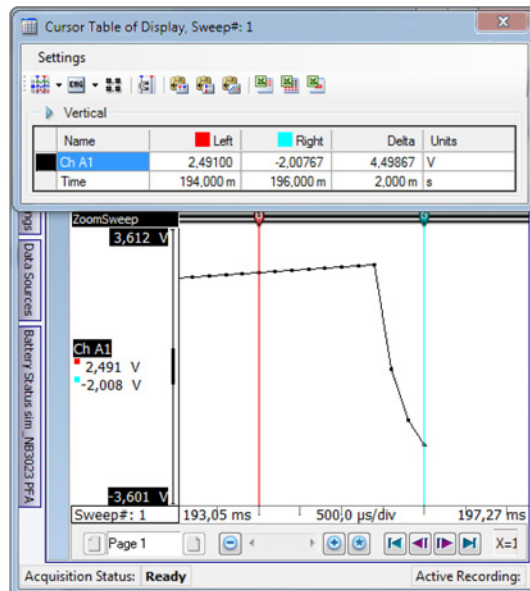 Cursor Table of Display, Sweep#: 1
Settings
ENG
Vertical
Name Left Right Delta Units
Ch A1 2,49100 -2,00767 4,49867 V
Time 194,000 m 196,000 m 2,000 m s
ngs
Data Sources
Battery Status sim_NB3023 PFA
ZoomSweep
3,612 V
Ch A1
2,491 V
-2,008 V
-3,601 V
Sweep#: 1 193,05 ms 500,0 µs/div 197,27 ms
Page 1 X=1
Acquisition Status: Ready Active Recording: